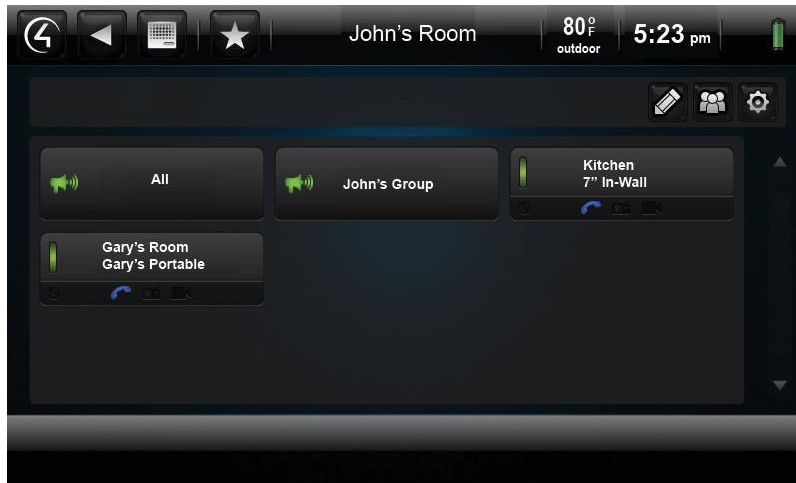 John's Room
80°F
outdoor
5:23 pm
All
John's Group
Kitchen
7" In-Wall
Gary's Room
Gary's Portable